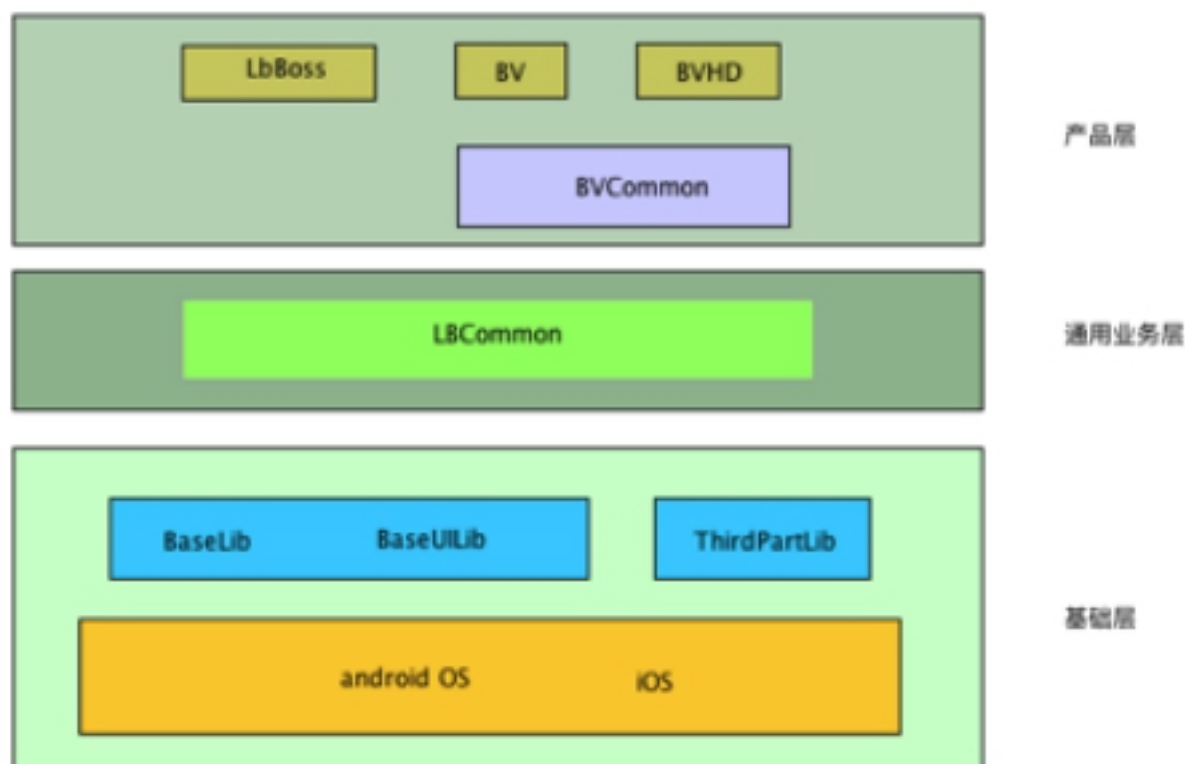 LbBoss BV BVHD
产品层
BVCommon
LBCommon
通用业务层
BaseLib BaseUILib ThirdPartLib
基础层
android OS iOS